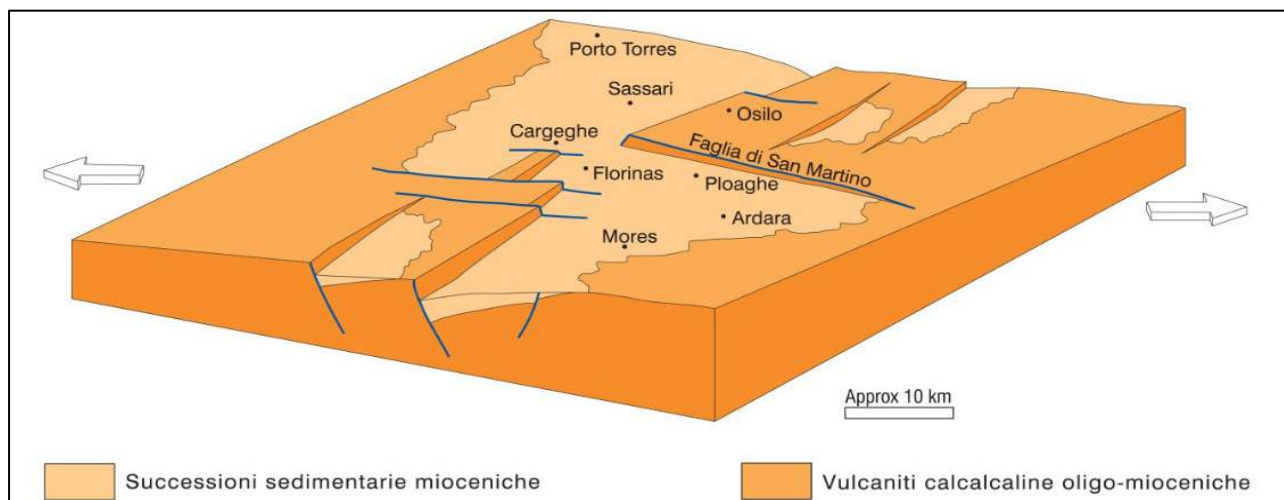 Porto Torres
Sassari
Osilo
Cargeghe
Faglia di San Martino
Florinas
Ploaghe
Ardara
Mores
Approx 10 km
Successioni sedimentarie mioceniche
Vulcaniti calcalcaline oligo-mioceniche